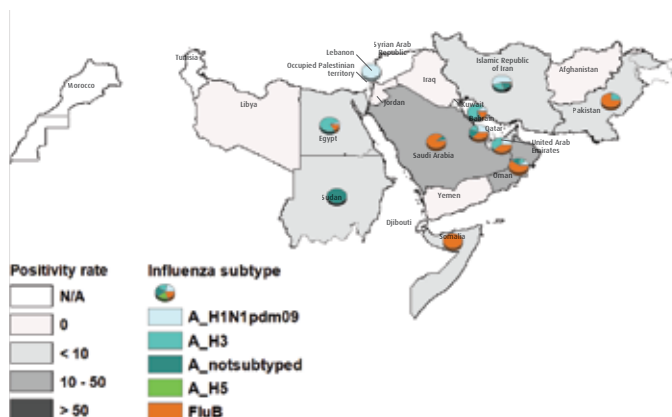 Lebanon
Syrian Arab
Republic
Occupied Palestinian
territory
Tunisia
Morocco
Libya
Egypt
Jordan
Iraq
Islamic Republic
of Iran
Afghanistan
Pakistan
Kuwait
Bahrain
Qatar
United Arab
Emirates
Saudi Arabia
Oman
Sudan
Yemen
Djibouti
Somalia
Positivity rate
N/A
0
< 10
10 - 50
> 50
Influenza subtype
A_H1N1pdm09
A_H3
A_notsubtyped
A_H5
FluB